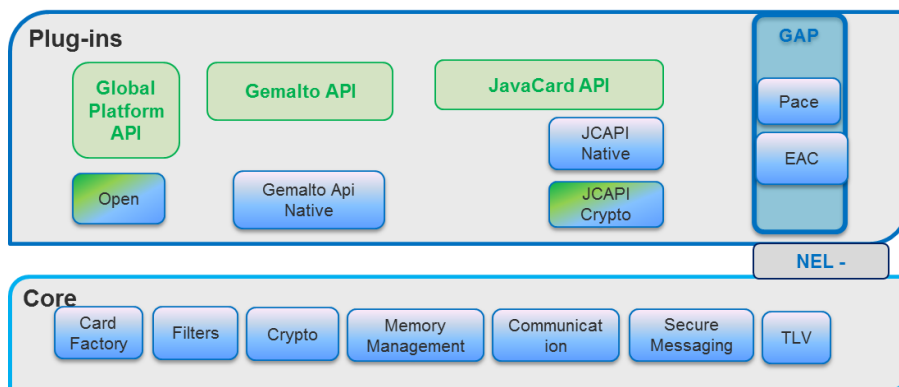 Plug-ins
Global
Platform
API
Gemalto API
JavaCard API
GAP
Pace
JCAPI
Native
EAC
Open
Gemalto Api
Native
JCAPI
Crypto
NEL -
Core
Card
Factory
Filters
Crypto
Memory
Management
Communicat
ion
Secure
Messaging
TLV